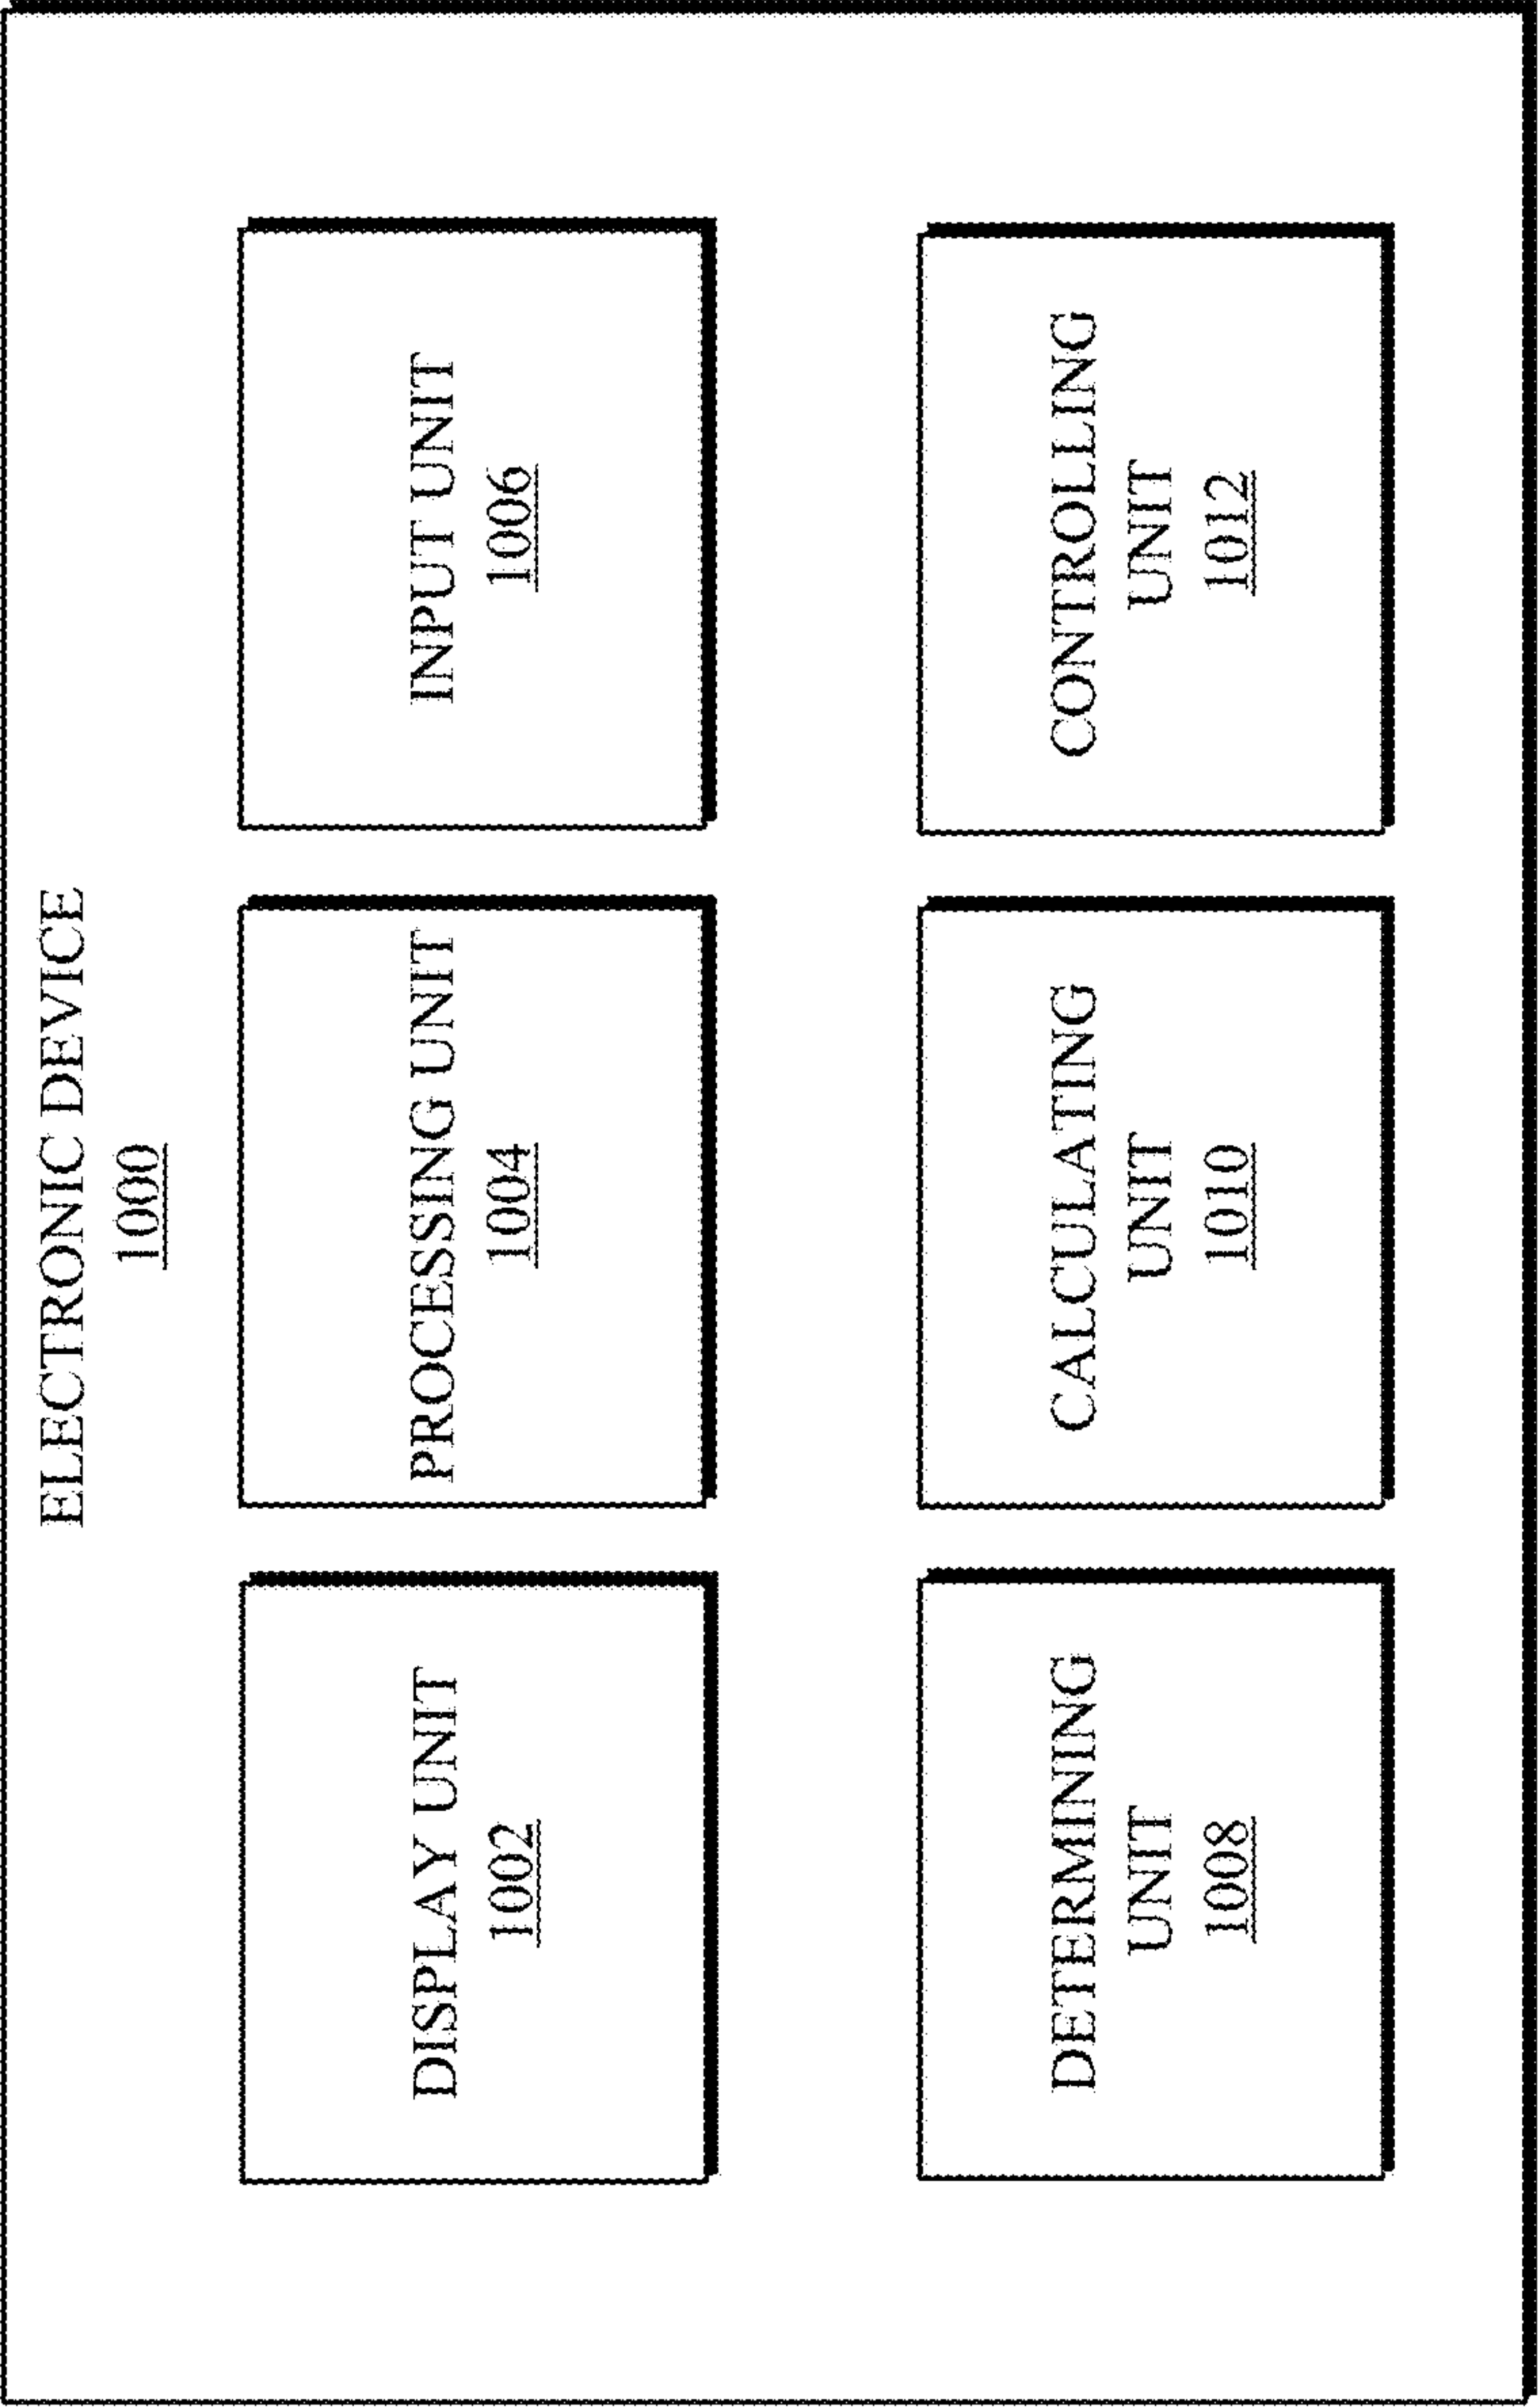 ELECTRONIC DEVICE
1000
DISPLAY UNIT
1002
PROCESSING UNIT
1004
INPUT UNIT
1006
DETERMINING
UNIT
1008
CALCULATING
UNIT
1010
CONTROLLING
UNIT
1012